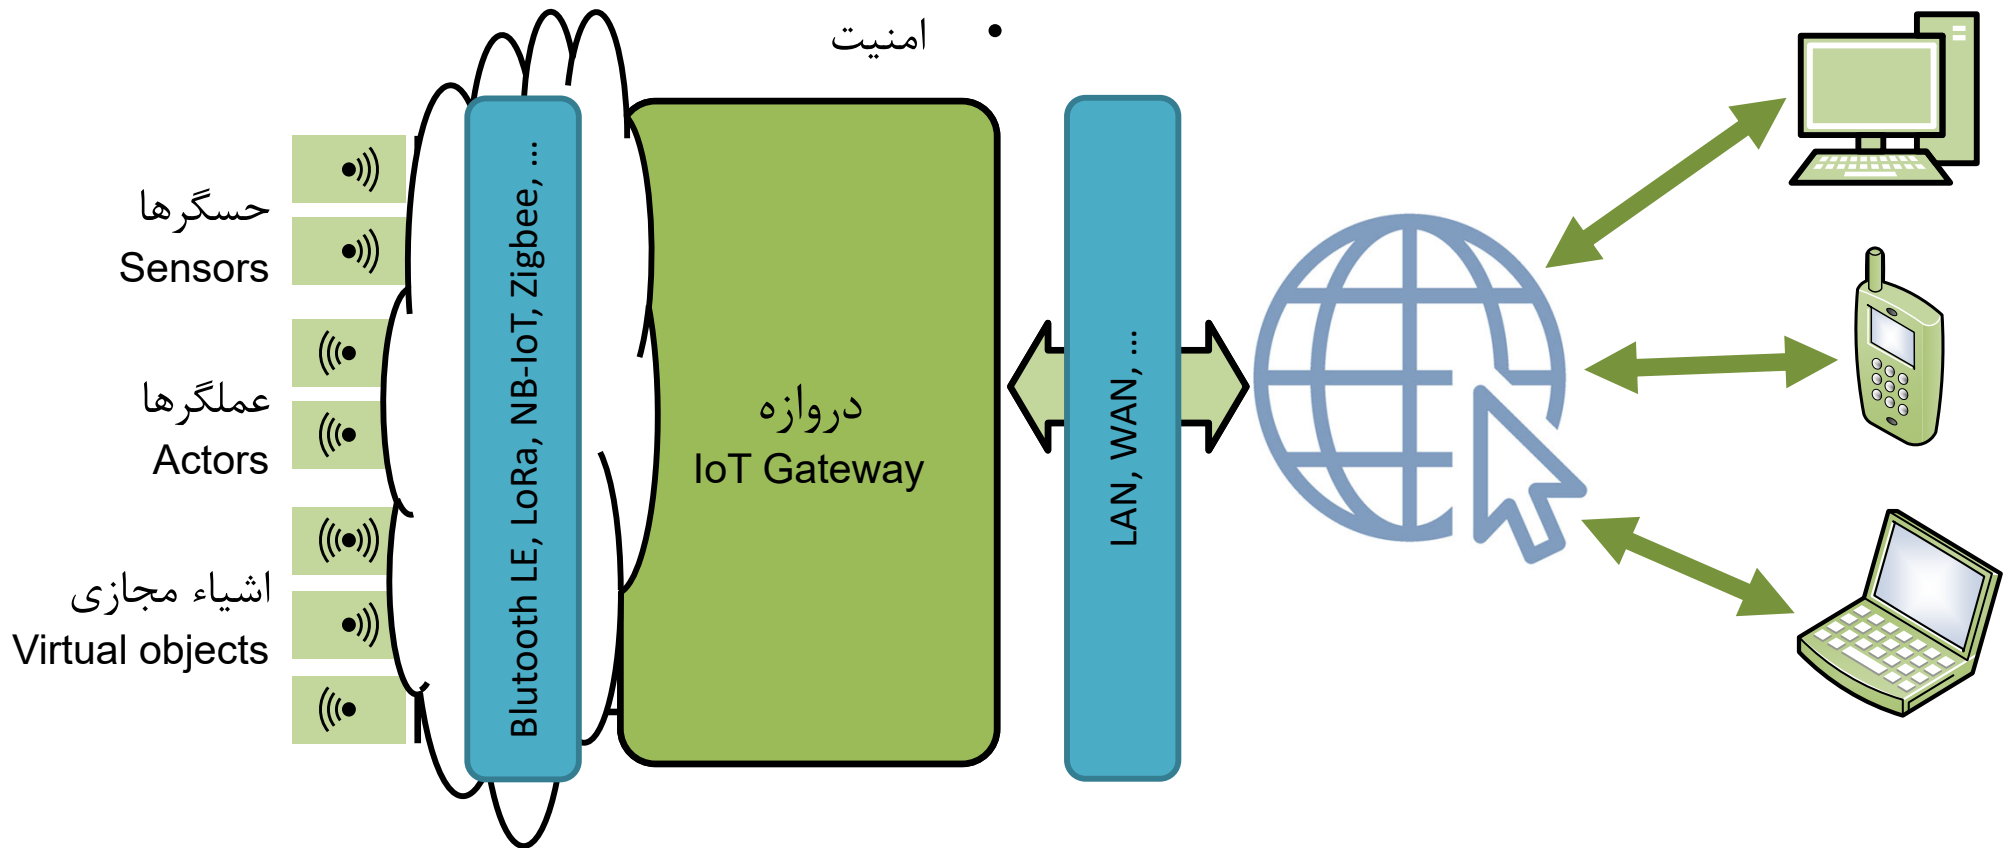 • امنیت
حسگرها
Sensors
عملگرها
Actors
اشیاء مجازی
Virtual objects
Blutooth LE, LoRa, NB-IoT, Zigbee, ...
دروازه
IoT Gateway
LAN, WAN, ...